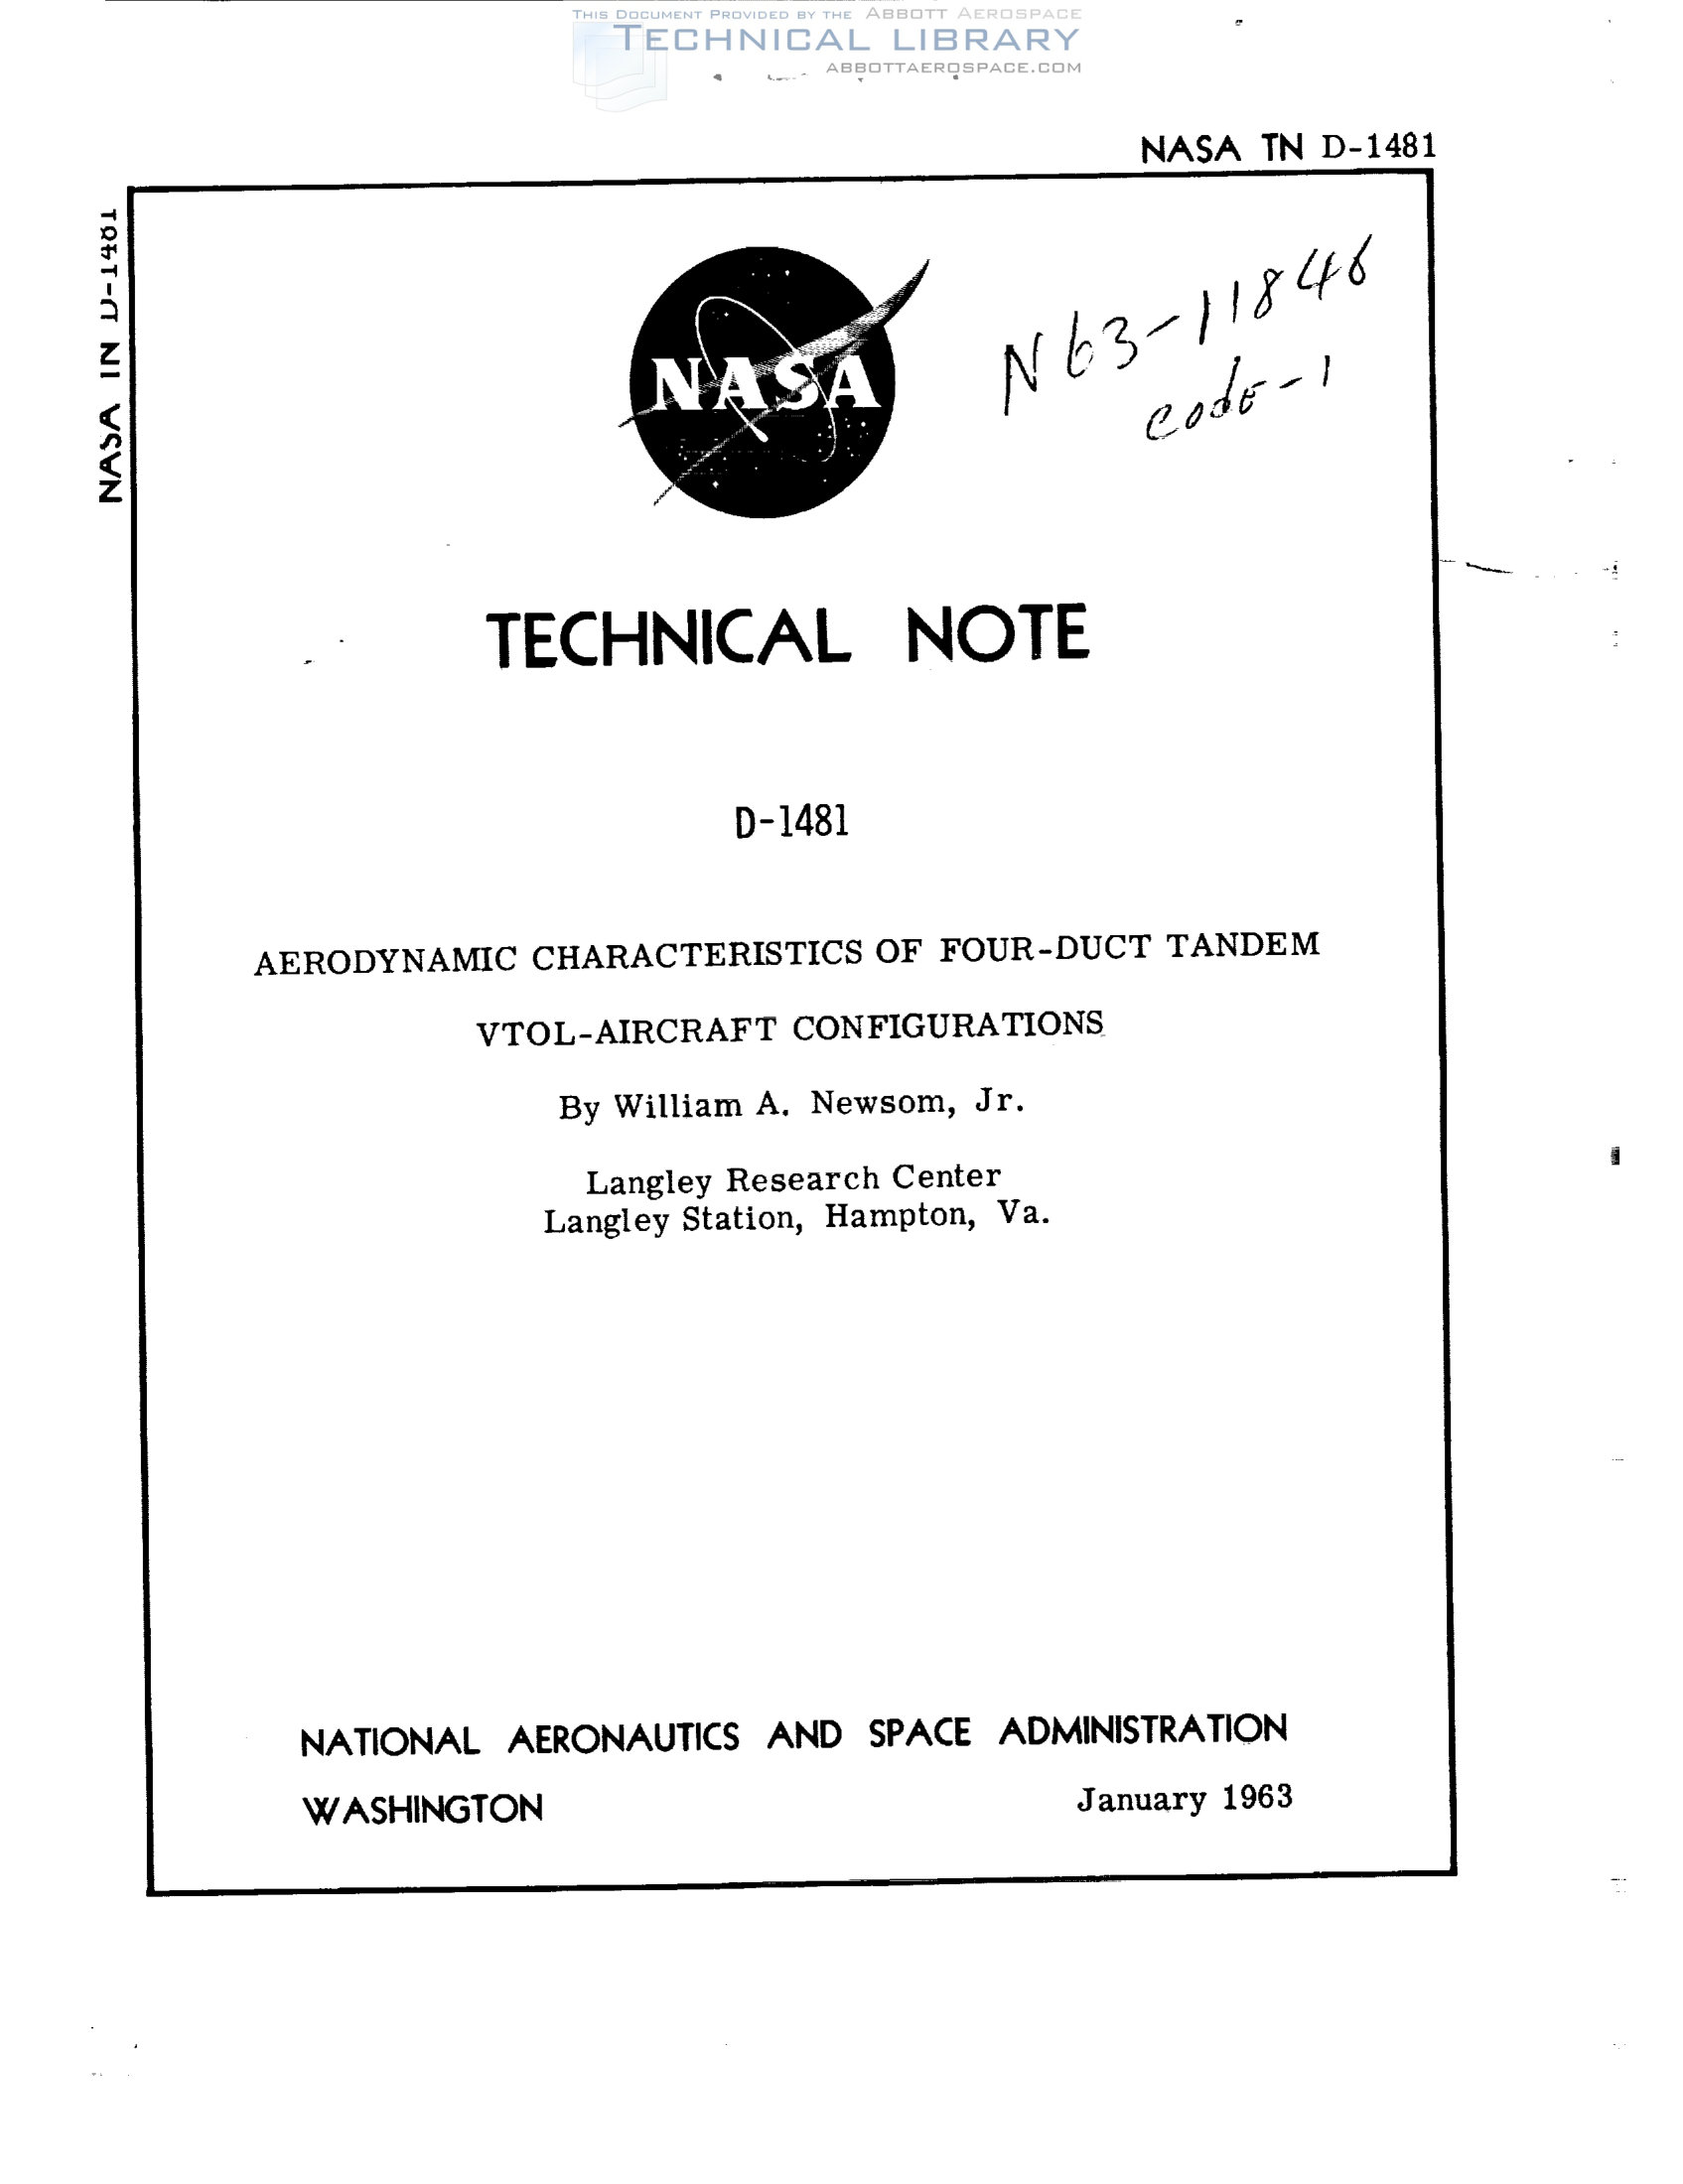 THIS DOCUMENT PROVIDED BY THE ABBOTT AEROSPACE
TECHNICAL LIBRARY
ABBOTTAEROSPACE.COM
NASA TN D-1481
NASA TN D-1481
NASA
N63-11846
code-1
TECHNICAL NOTE
D-1481
AERODYNAMIC CHARACTERISTICS OF FOUR-DUCT TANDEM
VTOL-AIRCRAFT CONFIGURATIONS
By William A. Newsom, Jr.
Langley Research Center
Langley Station, Hampton, Va.
NATIONAL AERONAUTICS AND SPACE ADMINISTRATION
WASHINGTON
January 1963